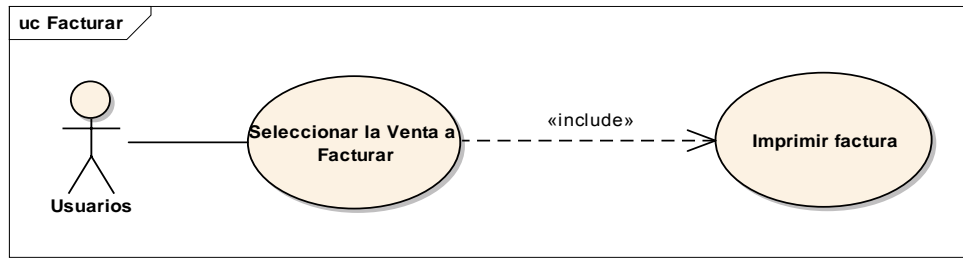 uc Facturar
Seleccionar la Venta a
Facturar
«include»
Imprimir factura
Usuarios